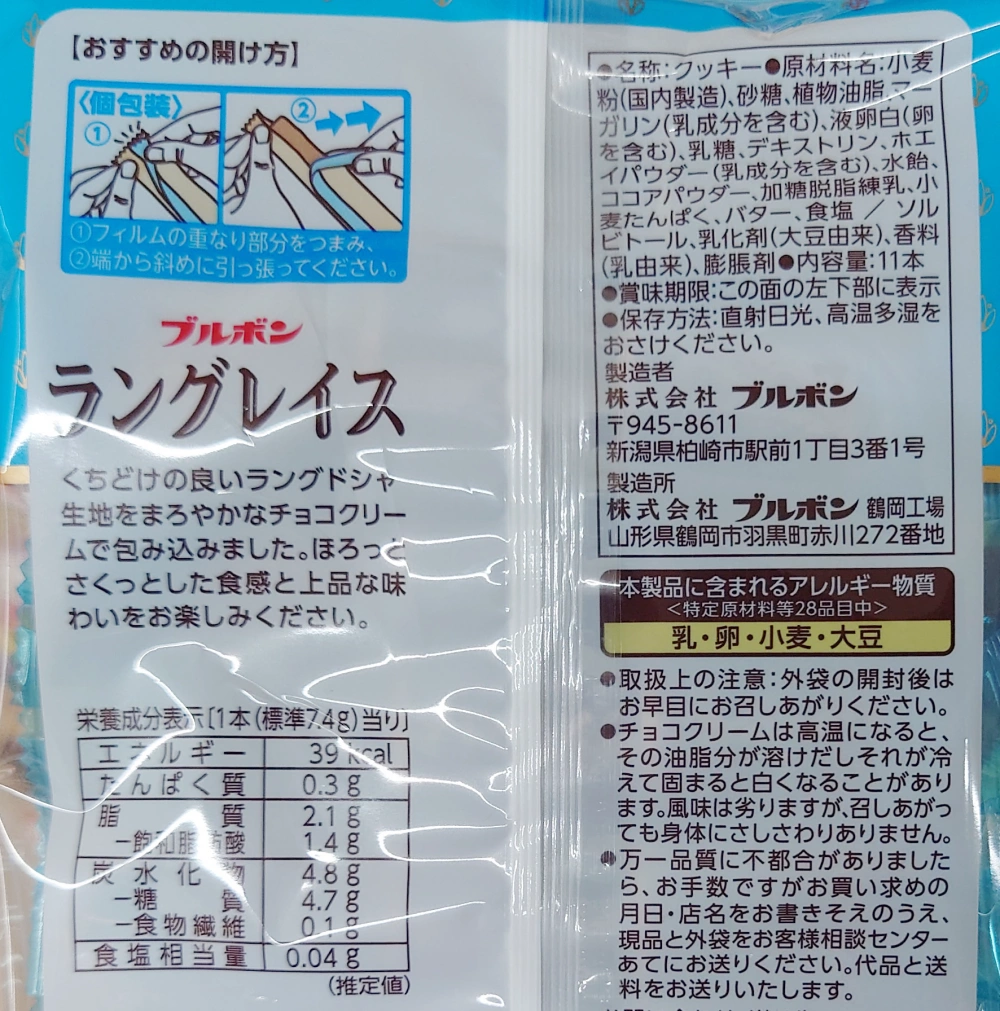 【おすすめの開け方】
〈個包装〉
①
②
①フィルムの重なり部分をつまみ、
②端から斜めに引っ張ってください。
ブルボン
ラングレイス
くちどけの良いラングドシャ
生地をまろやかなチョコクリー
ムで包み込みました。ほろっと
さくっとした食感と上品な味
わいをお楽しみください。
栄養成分表示[1本(標準7.4g)当り]
エネルギー 39 kcal
たんぱく質 0.3 g
脂質 2.1 g
−飽和脂肪酸 1.4 g
炭水化物 4.8 g
−糖質 4.7 g
−食物繊維 0.1 g
食塩相当量 0.04 g
(推定値)
●名称:クッキー●原材料名:小麦
粉(国内製造)、砂糖、植物油脂、マー
ガリン(乳成分を含む)、液卵白(卵
を含む)、乳糖、デキストリン、ホエ
イパウダー(乳成分を含む)、水飴、
ココアパウダー、加糖脱脂練乳、小
麦たんぱく、バター、食塩 / ソル
ビトール、乳化剤(大豆由来)、香料
(乳由来)、膨脹剤●内容量:11本
●賞味期限:この面の左下部に表示
●保存方法:直射日光、高温多湿を
おさけください。
製造者
株式会社 ブルボン
〒945-8611
新潟県柏崎市駅前1丁目3番1号
製造所
株式会社 ブルボン 鶴岡工場
山形県鶴岡市羽黒町赤川272番地
本製品に含まれるアレルギー物質
<特定原材料等28品目中>
乳・卵・小麦・大豆
●取扱上の注意:外袋の開封後は
お早目にお召しあがりください。
●チョコクリームは高温になると、
その油脂分が溶けだしそれが冷
えて固まると白くなることがあり
ます。風味は劣りますが、召しあがっ
ても身体にさしさわりありません。
●万一品質に不都合がありました
ら、お手数ですがお買い求めの
月日・店名をお書きそえのうえ、
現品と外袋をお客様相談センター
あてにお送りください。代品と送
料をお送りいたします。